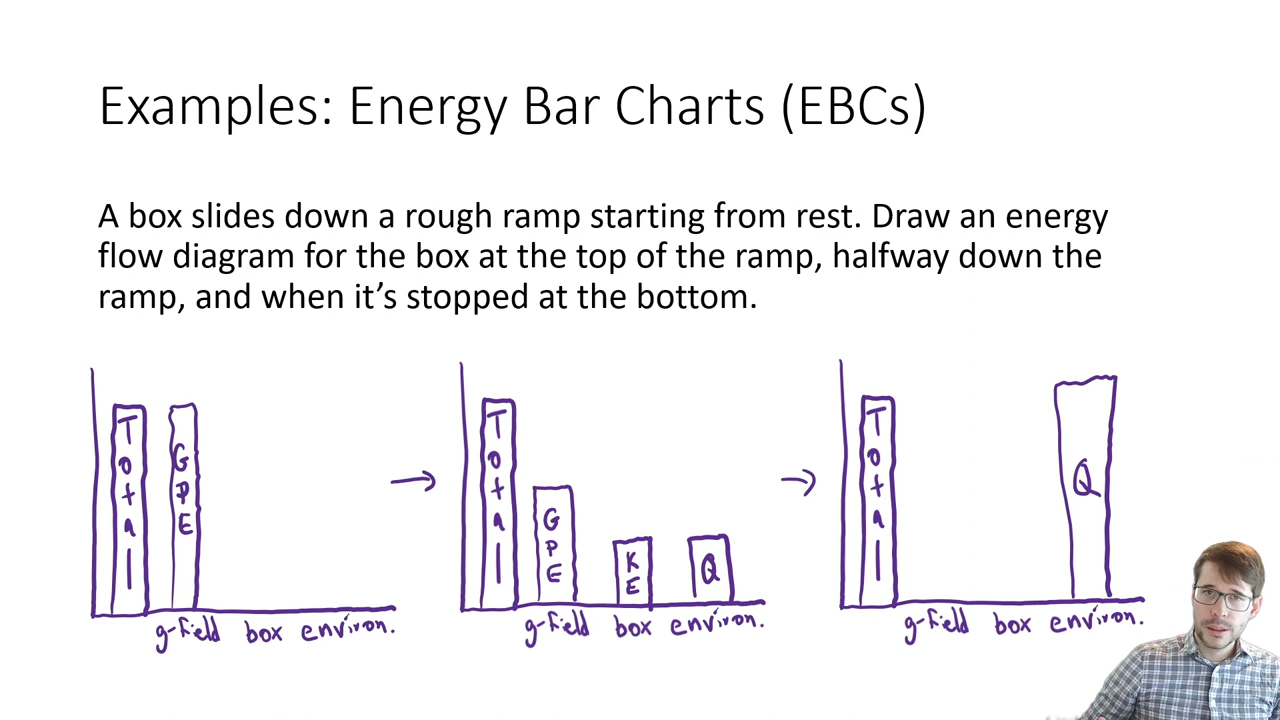 Examples: Energy Bar Charts (EBCs)
A box slides down a rough ramp starting from rest. Draw an energy
flow diagram for the box at the top of the ramp, halfway down the
ramp, and when it’s stopped at the bottom.
Total
GPE
g-field box environ.
Total
GPE
KE
Q
g-field box environ.
Total
Q
g-field box environ.